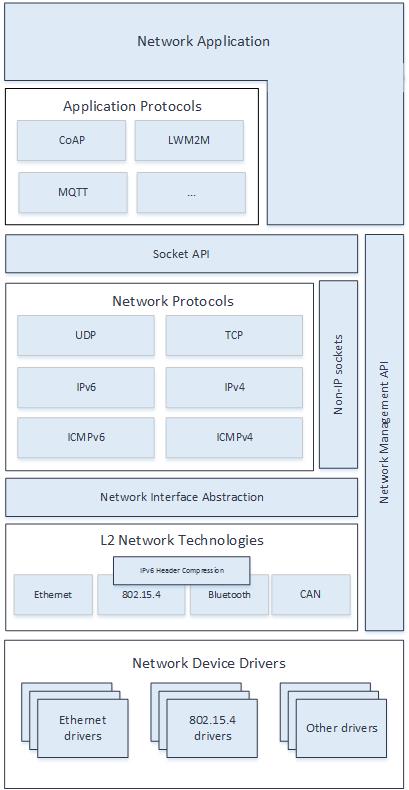 Network Application
Application Protocols
CoAP
LWM2M
MQTT
...
Socket API
Network Protocols
UDP
TCP
IPv6
IPv4
ICMPv6
ICMPv4
Non-IP sockets
Network Management API
Network Interface Abstraction
L2 Network Technologies
IPv6 Header Compression
Ethernet
802.15.4
Bluetooth
CAN
Network Device Drivers
Ethernet
drivers
802.15.4
drivers
Other drivers